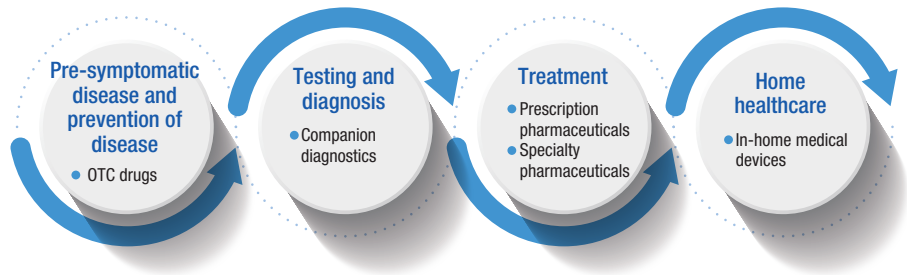 Pre-symptomatic
disease and
prevention of
disease
• OTC drugs
Testing and
diagnosis
• Companion
diagnostics
Treatment
• Prescription
pharmaceuticals
• Specialty
pharmaceuticals
Home
healthcare
• In-home medical
devices